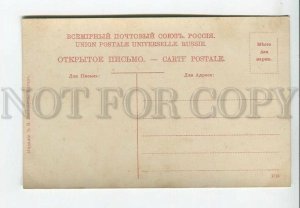 ВСЕМІРНЫЙ ПОЧТОВЫЙ СОЮЗЪ. РОССІЯ.
UNION POSTALE UNIVERSELLE. RUSSIE.
ОТКРЫТОЕ ПИСЬМО. — CARTE POSTALE.
Мѣсто
для
марки.
Для Письма:
Для Адреса:
NOT FOR COPY